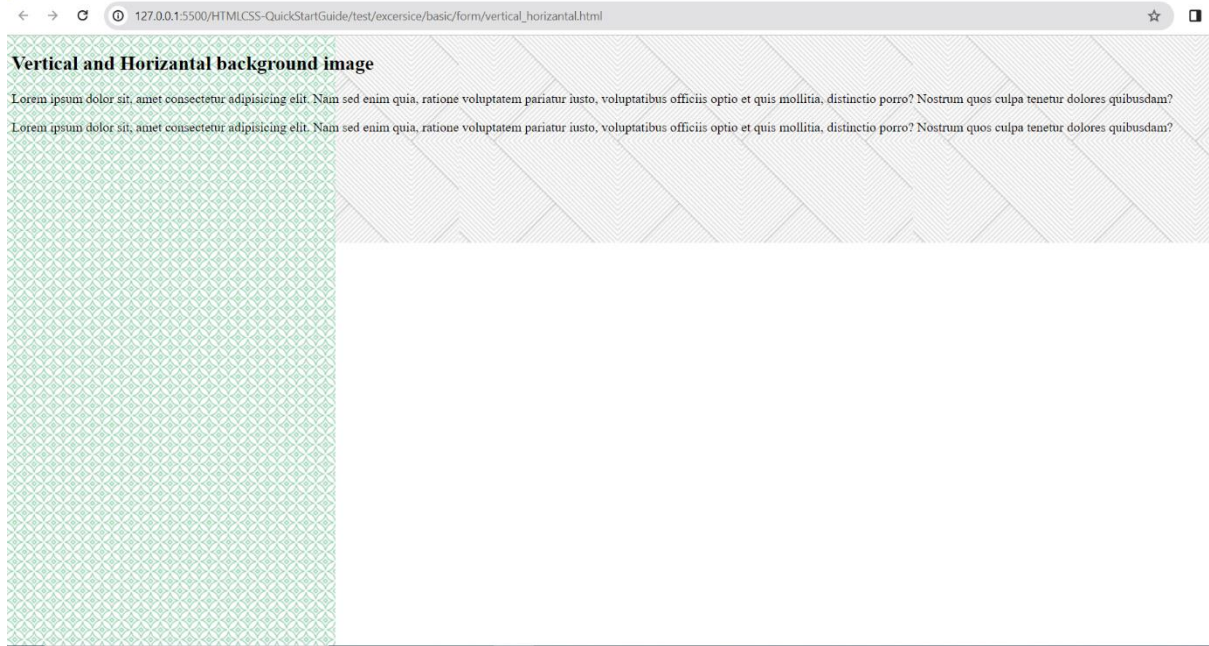 127.0.0.1:5500/HTMLCSS-QuickStartGuide/test/excersice/basic/form/vertical_horizantal.html
Vertical and Horizantal background image
Lorem ipsum dolor sit, amet consectetur adipisicing elit. Nam sed enim quia, ratione voluptatem pariatur iusto, voluptatibus officiis optio et quis mollitia, distinctio porro? Nostrum quos culpa tenetur dolores quibusdam?
Lorem ipsum dolor sit, amet consectetur adipisicing elit. Nam sed enim quia, ratione voluptatem pariatur iusto, voluptatibus officiis optio et quis mollitia, distinctio porro? Nostrum quos culpa tenetur dolores quibusdam?